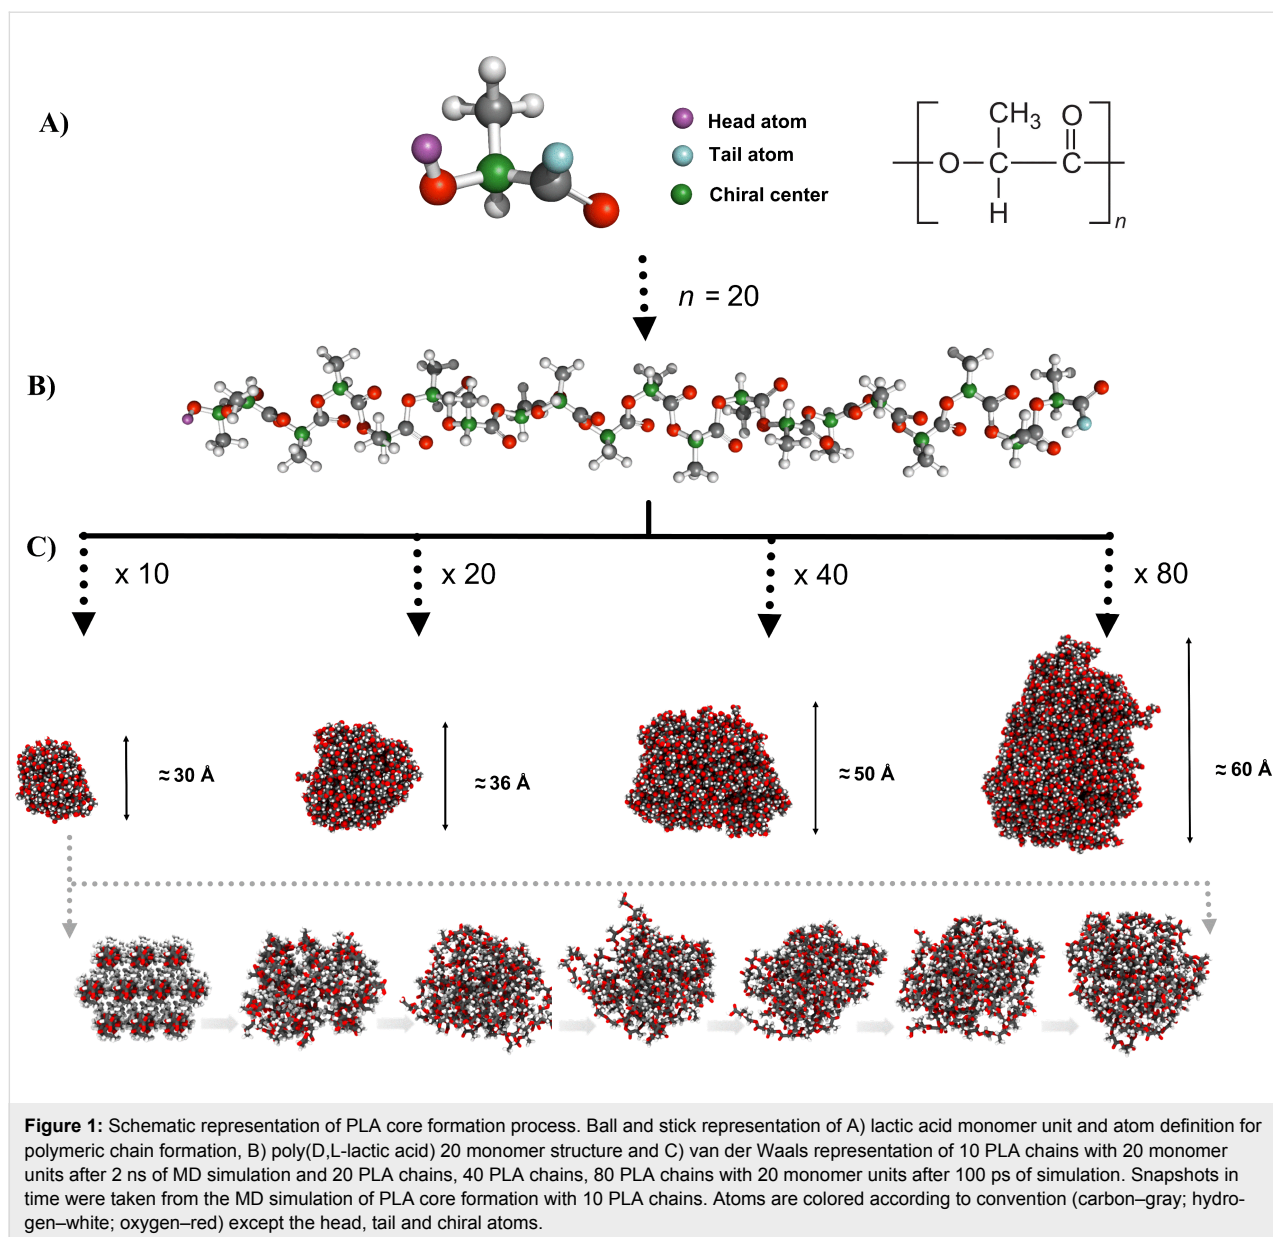 A)
Head atom
Tail atom
Chiral center
CH3 O
O C C
H
n
n = 20
B)
C)
x 10
x 20
x 40
x 80
≈ 30 Å
≈ 36 Å
≈ 50 Å
≈ 60 Å
Figure 1: Schematic representation of PLA core formation process. Ball and stick representation of A) lactic acid monomer unit and atom definition for
polymeric chain formation, B) poly(D,L-lactic acid) 20 monomer structure and C) van der Waals representation of 10 PLA chains with 20 monomer
units after 2 ns of MD simulation and 20 PLA chains, 40 PLA chains, 80 PLA chains with 20 monomer units after 100 ps of simulation. Snapshots in
time were taken from the MD simulation of PLA core formation with 10 PLA chains. Atoms are colored according to convention (carbon–gray; hydro-
gen–white; oxygen–red) except the head, tail and chiral atoms.